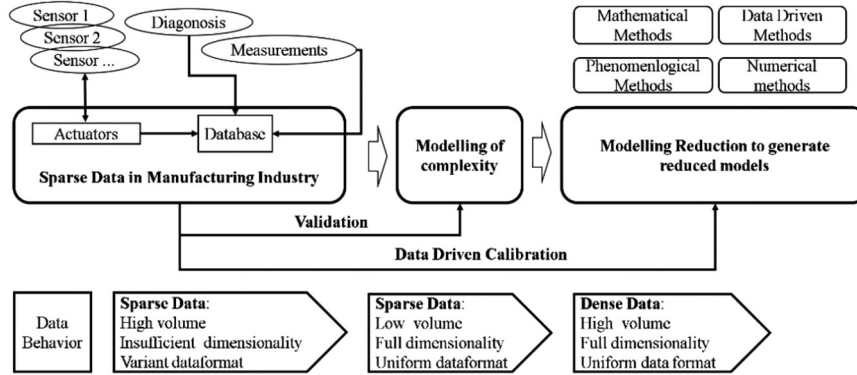 Sensor 1
Sensor 2
Sensor ...
Diagonosis
Measurements
Mathematical
Methods
Data Driven
Methods
Phenomenlogical
Methods
Numerical
methods
Actuators
Database
Sparse Data in Manufacturing Industry
Modelling of
complexity
Modelling Reduction to generate
reduced models
Validation
Data Driven Calibration
Data
Behavior
Sparse Data:
High volume
Insufficient dimensionality
Variant dataformat
Sparse Data:
Low volume
Full dimensionality
Uniform dataformat
Dense Data:
High volume
Full dimensionality
Uniform data format